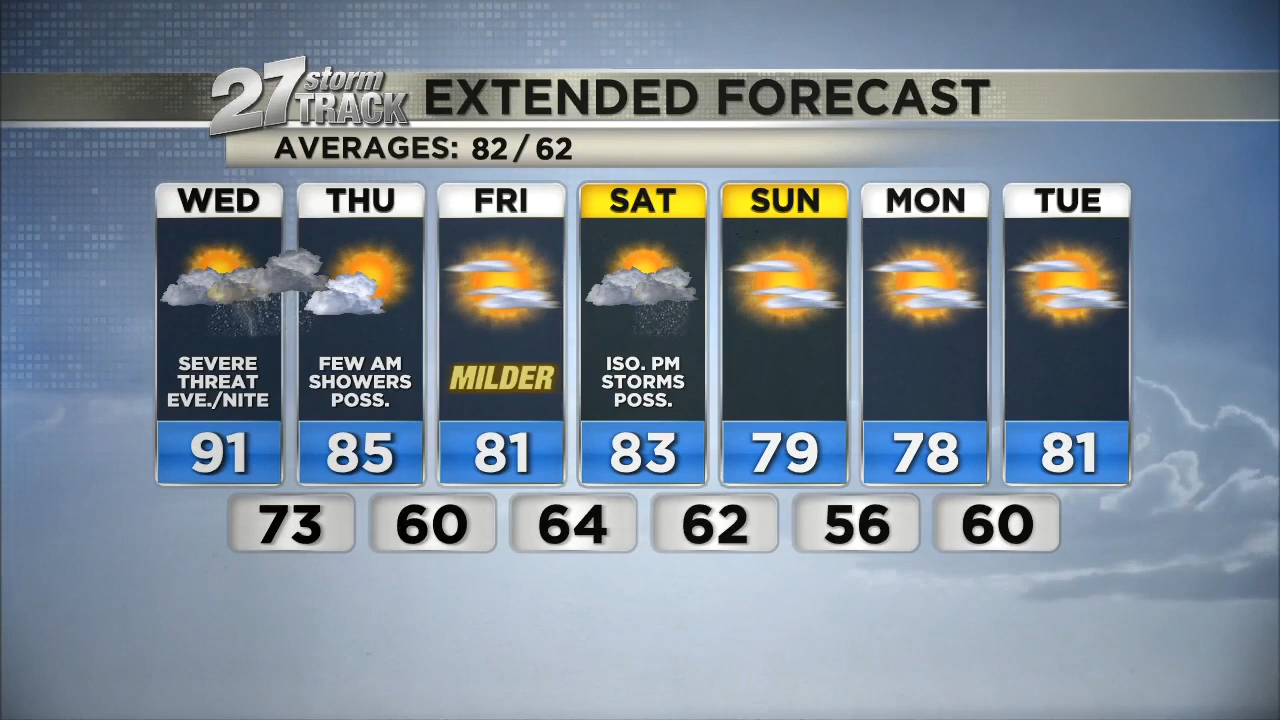 27 storm TRACK EXTENDED FORECAST
AVERAGES: 82 / 62
WED THU FRI SAT SUN MON TUE
SEVERE
THREAT
EVE./NITE
FEW AM
SHOWERS
POSS.
MILDER
ISO. PM
STORMS
POSS.
91 85 81 83 79 78 81
73 60 64 62 56 60